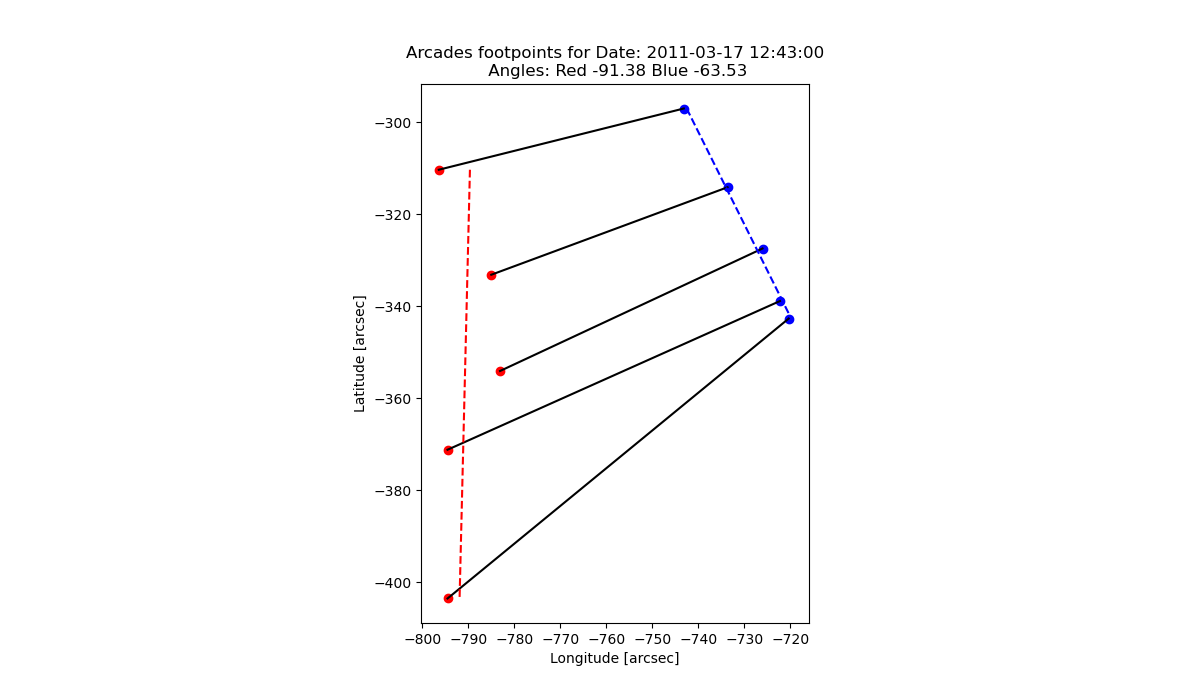 Arcades footpoints for Date: 2011-03-17 12:43:00
Angles: Red -91.38 Blue -63.53
−300
−320
−340
−360
−380
−400
Latitude [arcsec]
−800 −790 −780 −770 −760 −750 −740 −730 −720
Longitude [arcsec]